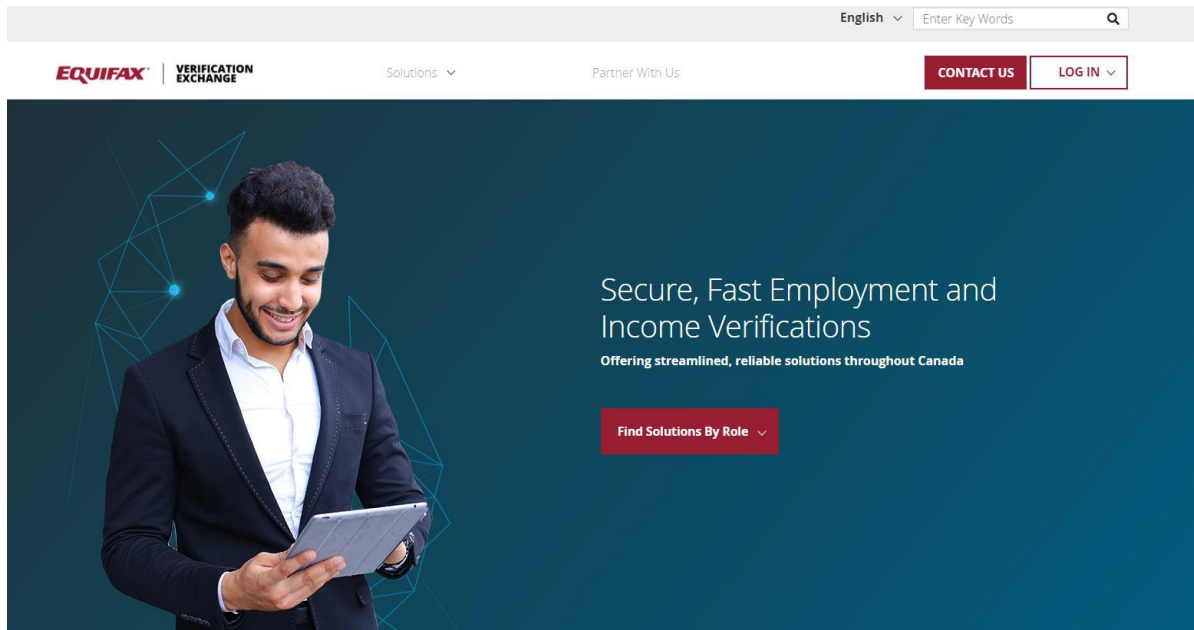 English
Enter Key Words
EQUIFAX
VERIFICATION
EXCHANGE
Solutions
Partner With Us
CONTACT US
LOG IN
Secure, Fast Employment and
Income Verifications
Offering streamlined, reliable solutions throughout Canada
Find Solutions By Role